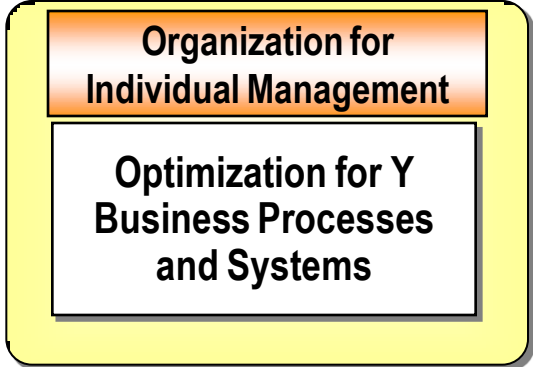 Organization for
Individual Management
Optimization for Y
Business Processes
and Systems